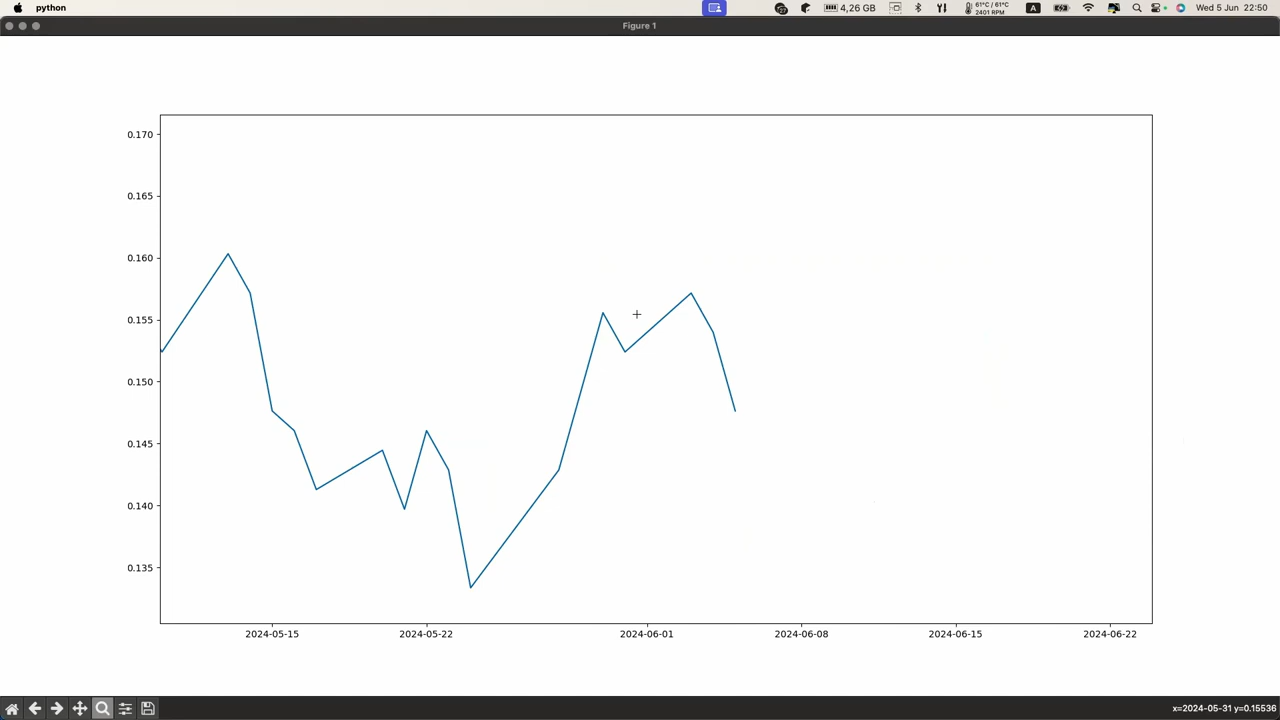 python
4,26 GB
61°C / 61°C
2401 RPM
A
Wed 5 Jun 22:50
Figure 1
0.170
0.165
0.160
0.155
0.150
0.145
0.140
0.135
2024-05-15 2024-05-22 2024-06-01 2024-06-08 2024-06-15 2024-06-22
x=2024-05-31 y=0.15536